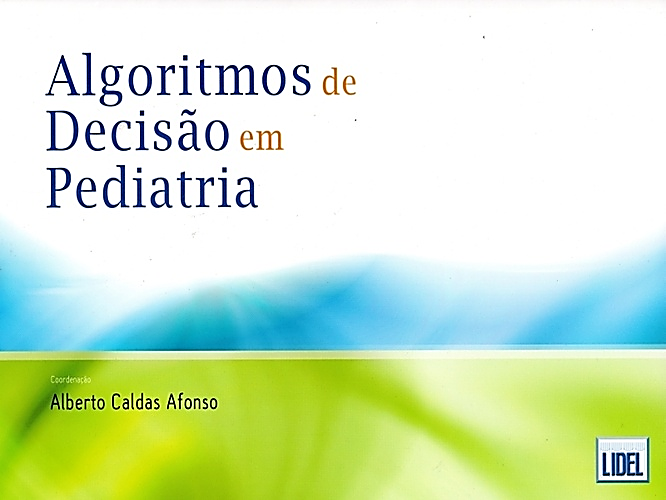 Algoritmos de
Decisão em
Pediatria
Coordenação
Alberto Caldas Afonso
LIDEL